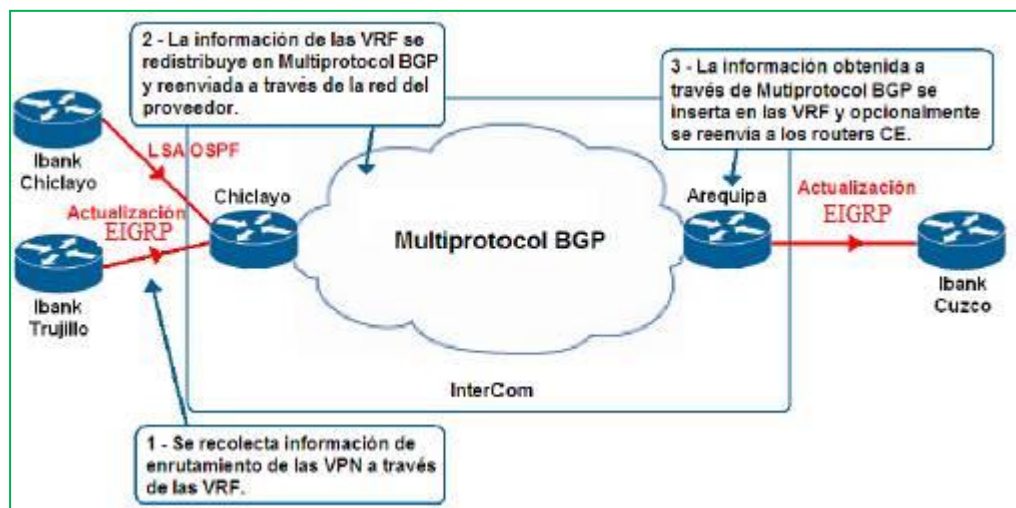 2 - La información de las VRF se
redistribuye en Multiprotocol BGP
y reenviada a través de la red del
proveedor.
3 - La información obtenida a
través de Mutiprotocol BGP se
inserta en las VRF y opcionalmente
se reenvia a los routers CE.
Ibank
Chiclayo
LSA OSPF
Chiclayo
Actualización
EIGRP
Ibank
Trujillo
Multiprotocol BGP
Arequipa
Actualización
EIGRP
Ibank
Cuzco
InterCom
1 - Se recolecta información de
enrutamiento de las VPN a través
de las VRF.